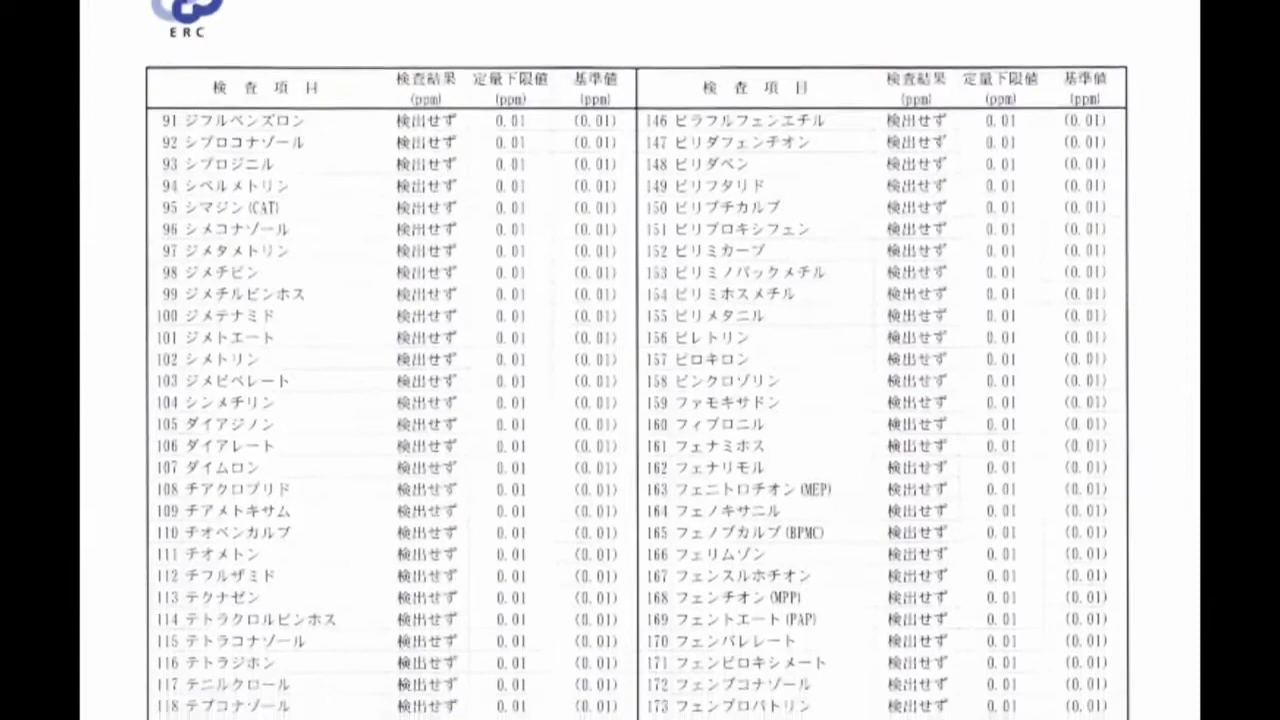 ERC
検査項目 検査結果(ppm) 定量下限値(ppm) 基準値(ppm)
91 ジフルベンズロン 検出せず 0.01 (0.01)
92 シプロコナゾール 検出せず 0.01 (0.01)
93 シプロジニル 検出せず 0.01 (0.01)
94 シペルメトリン 検出せず 0.01 (0.01)
95 シマジン(CAT) 検出せず 0.01 (0.01)
96 シメコナゾール 検出せず 0.01 (0.01)
97 ジメタメトリン 検出せず 0.01 (0.01)
98 ジメチピン 検出せず 0.01 (0.01)
99 ジメチルビンホス 検出せず 0.01 (0.01)
100 ジメテナミド 検出せず 0.01 (0.01)
101 ジメトエート 検出せず 0.01 (0.01)
102 シメトリン 検出せず 0.01 (0.01)
103 ジメピペレート 検出せず 0.01 (0.01)
104 シンメチリン 検出せず 0.01 (0.01)
105 ダイアジノン 検出せず 0.01 (0.01)
106 ダイアレート 検出せず 0.01 (0.01)
107 ダイムロン 検出せず 0.01 (0.01)
108 チアクロプリド 検出せず 0.01 (0.01)
109 チアメトキサム 検出せず 0.01 (0.01)
110 チオベンカルブ 検出せず 0.01 (0.01)
111 チオメトン 検出せず 0.01 (0.01)
112 チフルザミド 検出せず 0.01 (0.01)
113 テクナゼン 検出せず 0.01 (0.01)
114 テトラクロルビンホス 検出せず 0.01 (0.01)
115 テトラコナゾール 検出せず 0.01 (0.01)
116 テトラジホン 検出せず 0.01 (0.01)
117 テニルクロール 検出せず 0.01 (0.01)
118 テブコナゾール 検出せず 0.01 (0.01)
検査項目 検査結果(ppm) 定量下限値(ppm) 基準値(ppm)
146 ピラフルフェンエチル 検出せず 0.01 (0.01)
147 ピリダフェンチオン 検出せず 0.01 (0.01)
148 ピリダベン 検出せず 0.01 (0.01)
149 ピリフタリド 検出せず 0.01 (0.01)
150 ピリブチカルブ 検出せず 0.01 (0.01)
151 ピリプロキシフェン 検出せず 0.01 (0.01)
152 ピリミカーブ 検出せず 0.01 (0.01)
153 ピリミノバックメチル 検出せず 0.01 (0.01)
154 ピリミホスメチル 検出せず 0.01 (0.01)
155 ピリメタニル 検出せず 0.01 (0.01)
156 ピレトリン 検出せず 0.01 (0.01)
157 ピロキロン 検出せず 0.01 (0.01)
158 ビンクロゾリン 検出せず 0.01 (0.01)
159 ファモキサドン 検出せず 0.01 (0.01)
160 フィプロニル 検出せず 0.01 (0.01)
161 フェナミホス 検出せず 0.01 (0.01)
162 フェナリモル 検出せず 0.01 (0.01)
163 フェニトロチオン(MEP) 検出せず 0.01 (0.01)
164 フェノキサニル 検出せず 0.01 (0.01)
165 フェノブカルブ(BPMC) 検出せず 0.01 (0.01)
166 フェリムゾン 検出せず 0.01 (0.01)
167 フェンスルホチオン 検出せず 0.01 (0.01)
168 フェンチオン(MPP) 検出せず 0.01 (0.01)
169 フェントエート(PAP) 検出せず 0.01 (0.01)
170 フェンバレレート 検出せず 0.01 (0.01)
171 フェンピロキシメート 検出せず 0.01 (0.01)
172 フェンブコナゾール 検出せず 0.01 (0.01)
173 フェンプロパトリン 検出せず 0.01 (0.01)